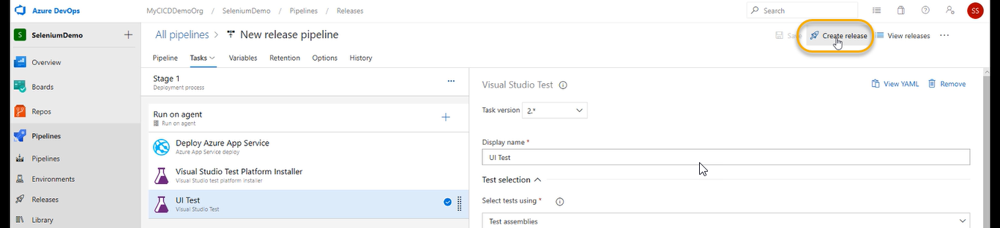 Azure DevOps
MyCICDDemoOrg / SeleniumDemo / Pipelines / Releases
Search
SS
S SeleniumDemo
All pipelines > New release pipeline
Save
Create release
View releases
Pipeline Tasks Variables Retention Options History
Overview
Boards
Repos
Pipelines
Pipelines
Environments
Releases
Library
Stage 1
Deployment process
Run on agent
Run on agent
Deploy Azure App Service
Azure App Service deploy
Visual Studio Test Platform Installer
Visual Studio test platform installer
UI Test
Visual Studio Test
Visual Studio Test
View YAML
Remove
Task version 2.*
Display name *
UI Test
Test selection
Select tests using *
Test assemblies